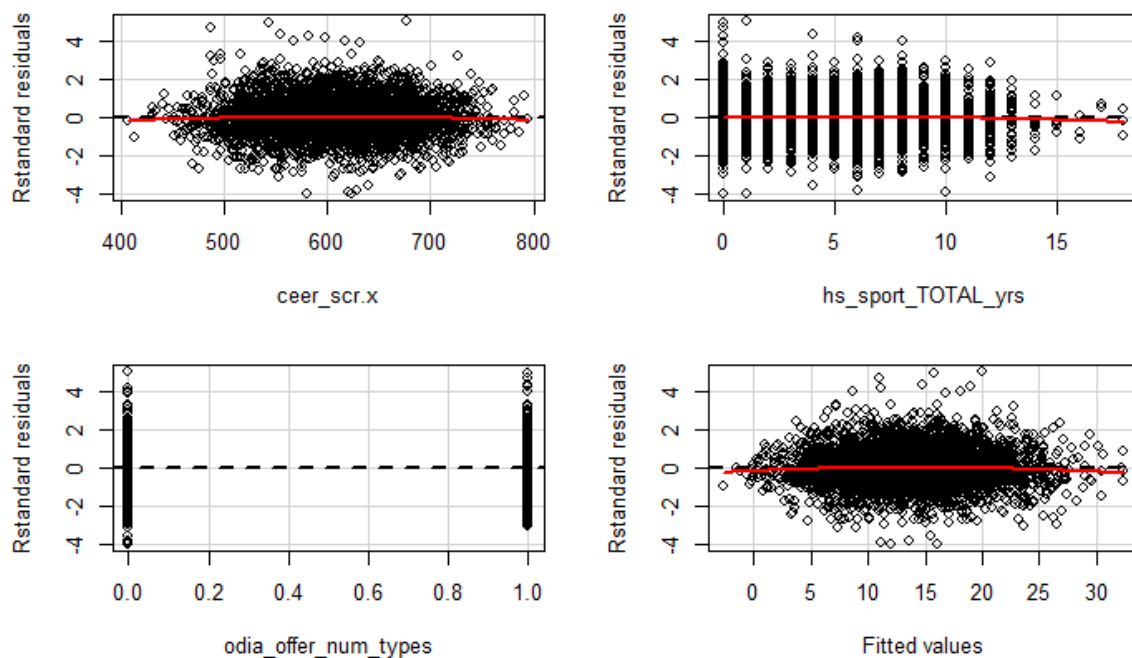 Rstandard residuals
-4 -2 0 2 4
400 500 600 700 800
ceer_scr.x
Rstandard residuals
-4 -2 0 2 4
0 5 10 15
hs_sport_TOTAL_yrs
Rstandard residuals
-4 -2 0 2 4
0.0 0.2 0.4 0.6 0.8 1.0
odia_offer_num_types
Rstandard residuals
-4 -2 0 2 4
0 5 10 15 20 25 30
Fitted values